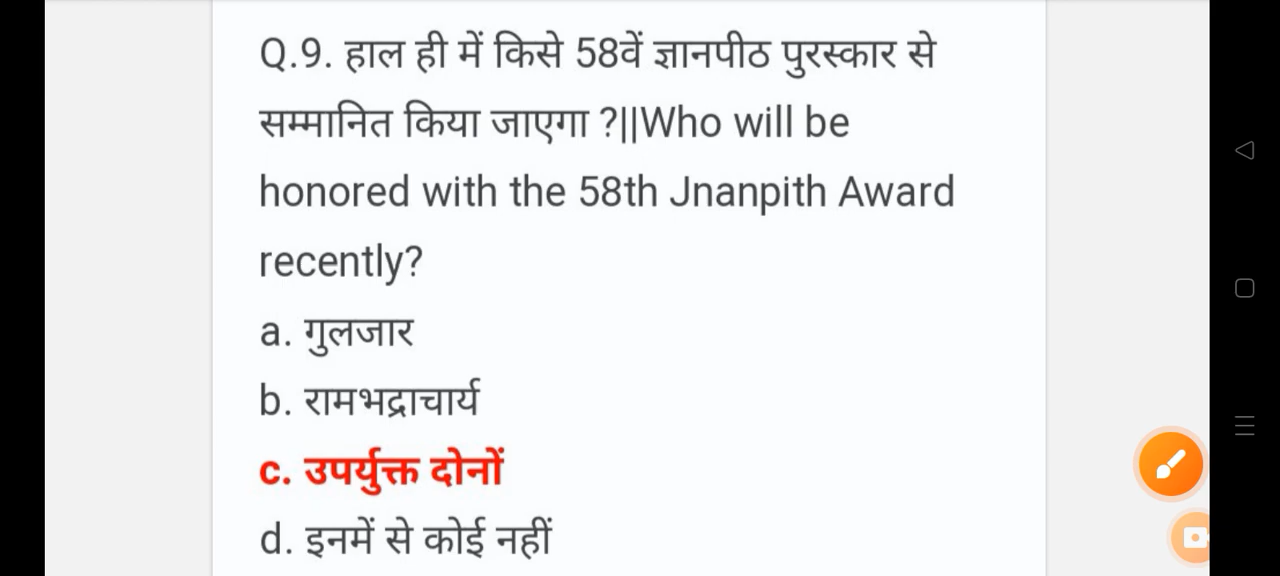 Q.9. हाल ही में किसे 58वें ज्ञानपीठ पुरस्कार से
सम्मानित किया जाएगा ?||Who will be
honored with the 58th Jnanpith Award
recently?
a. गुलजार
b. रामभद्राचार्य
c. उपर्युक्त दोनों
d. इनमें से कोई नहीं